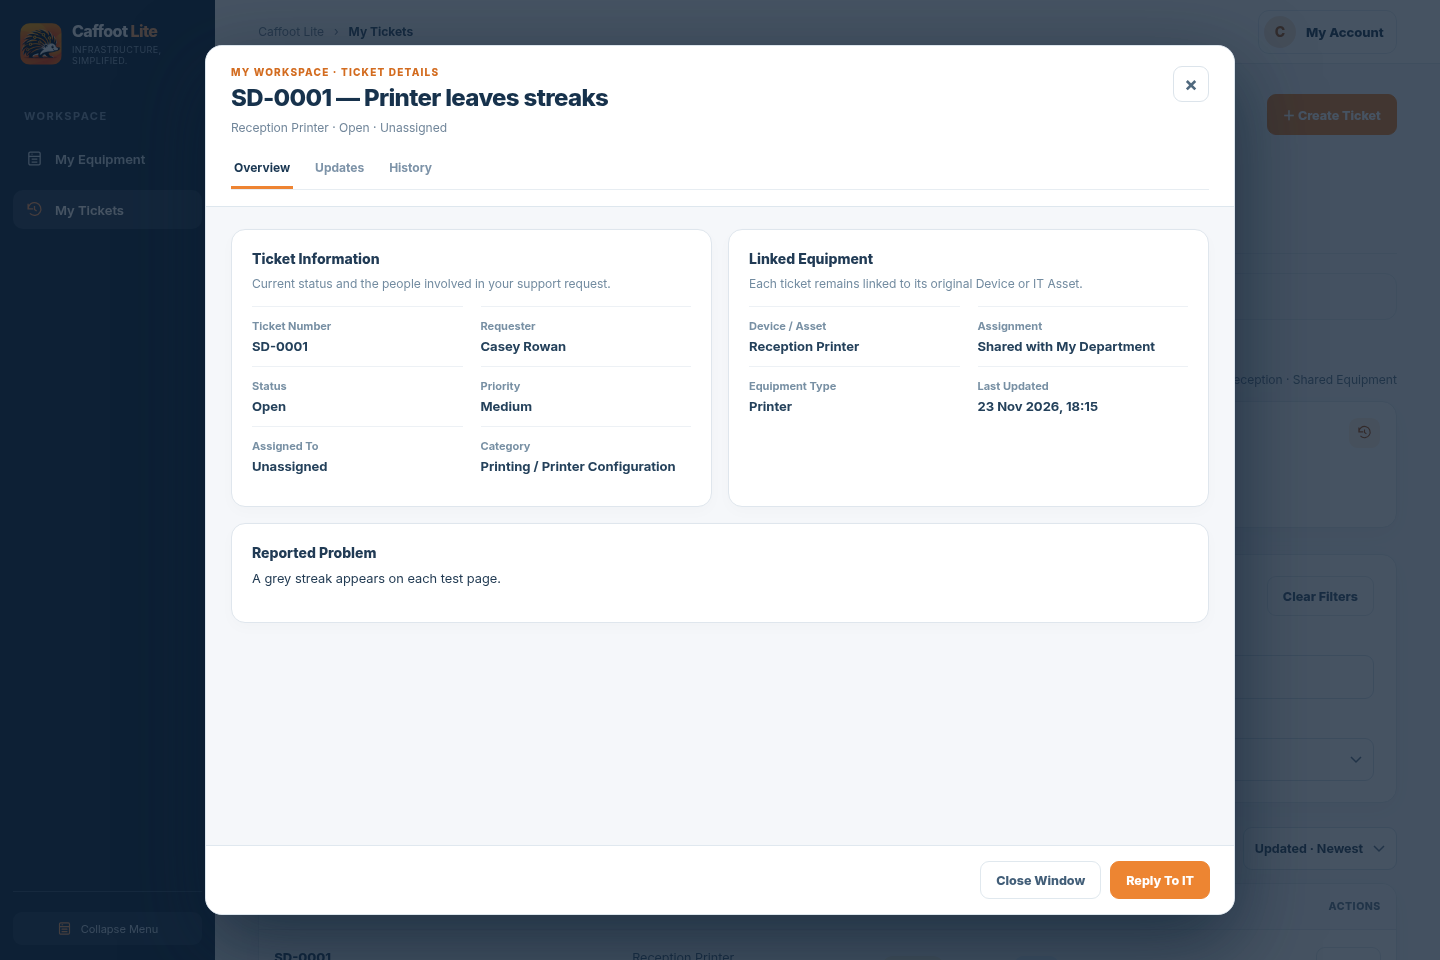 Caffoot Lite
INFRASTRUCTURE,
SIMPLIFIED.
WORKSPACE
My Equipment
My Tickets
Collapse Menu
Caffoot Lite › My Tickets
C My Account
+ Create Ticket
MY WORKSPACE · TICKET DETAILS
SD-0001 — Printer leaves streaks
Reception Printer · Open · Unassigned
×
Overview Updates History
Ticket Information
Current status and the people involved in your support request.
Ticket Number Requester
SD-0001 Casey Rowan
Status Priority
Open Medium
Assigned To Category
Unassigned Printing / Printer Configuration
Linked Equipment
Each ticket remains linked to its original Device or IT Asset.
Device / Asset Assignment
Reception Printer Shared with My Department
Equipment Type Last Updated
Printer 23 Nov 2026, 18:15
Reported Problem
A grey streak appears on each test page.
Close Window Reply To IT
eception · Shared Equipment
Clear Filters
Updated · Newest
ACTIONS
SD-0001 Reception Printer